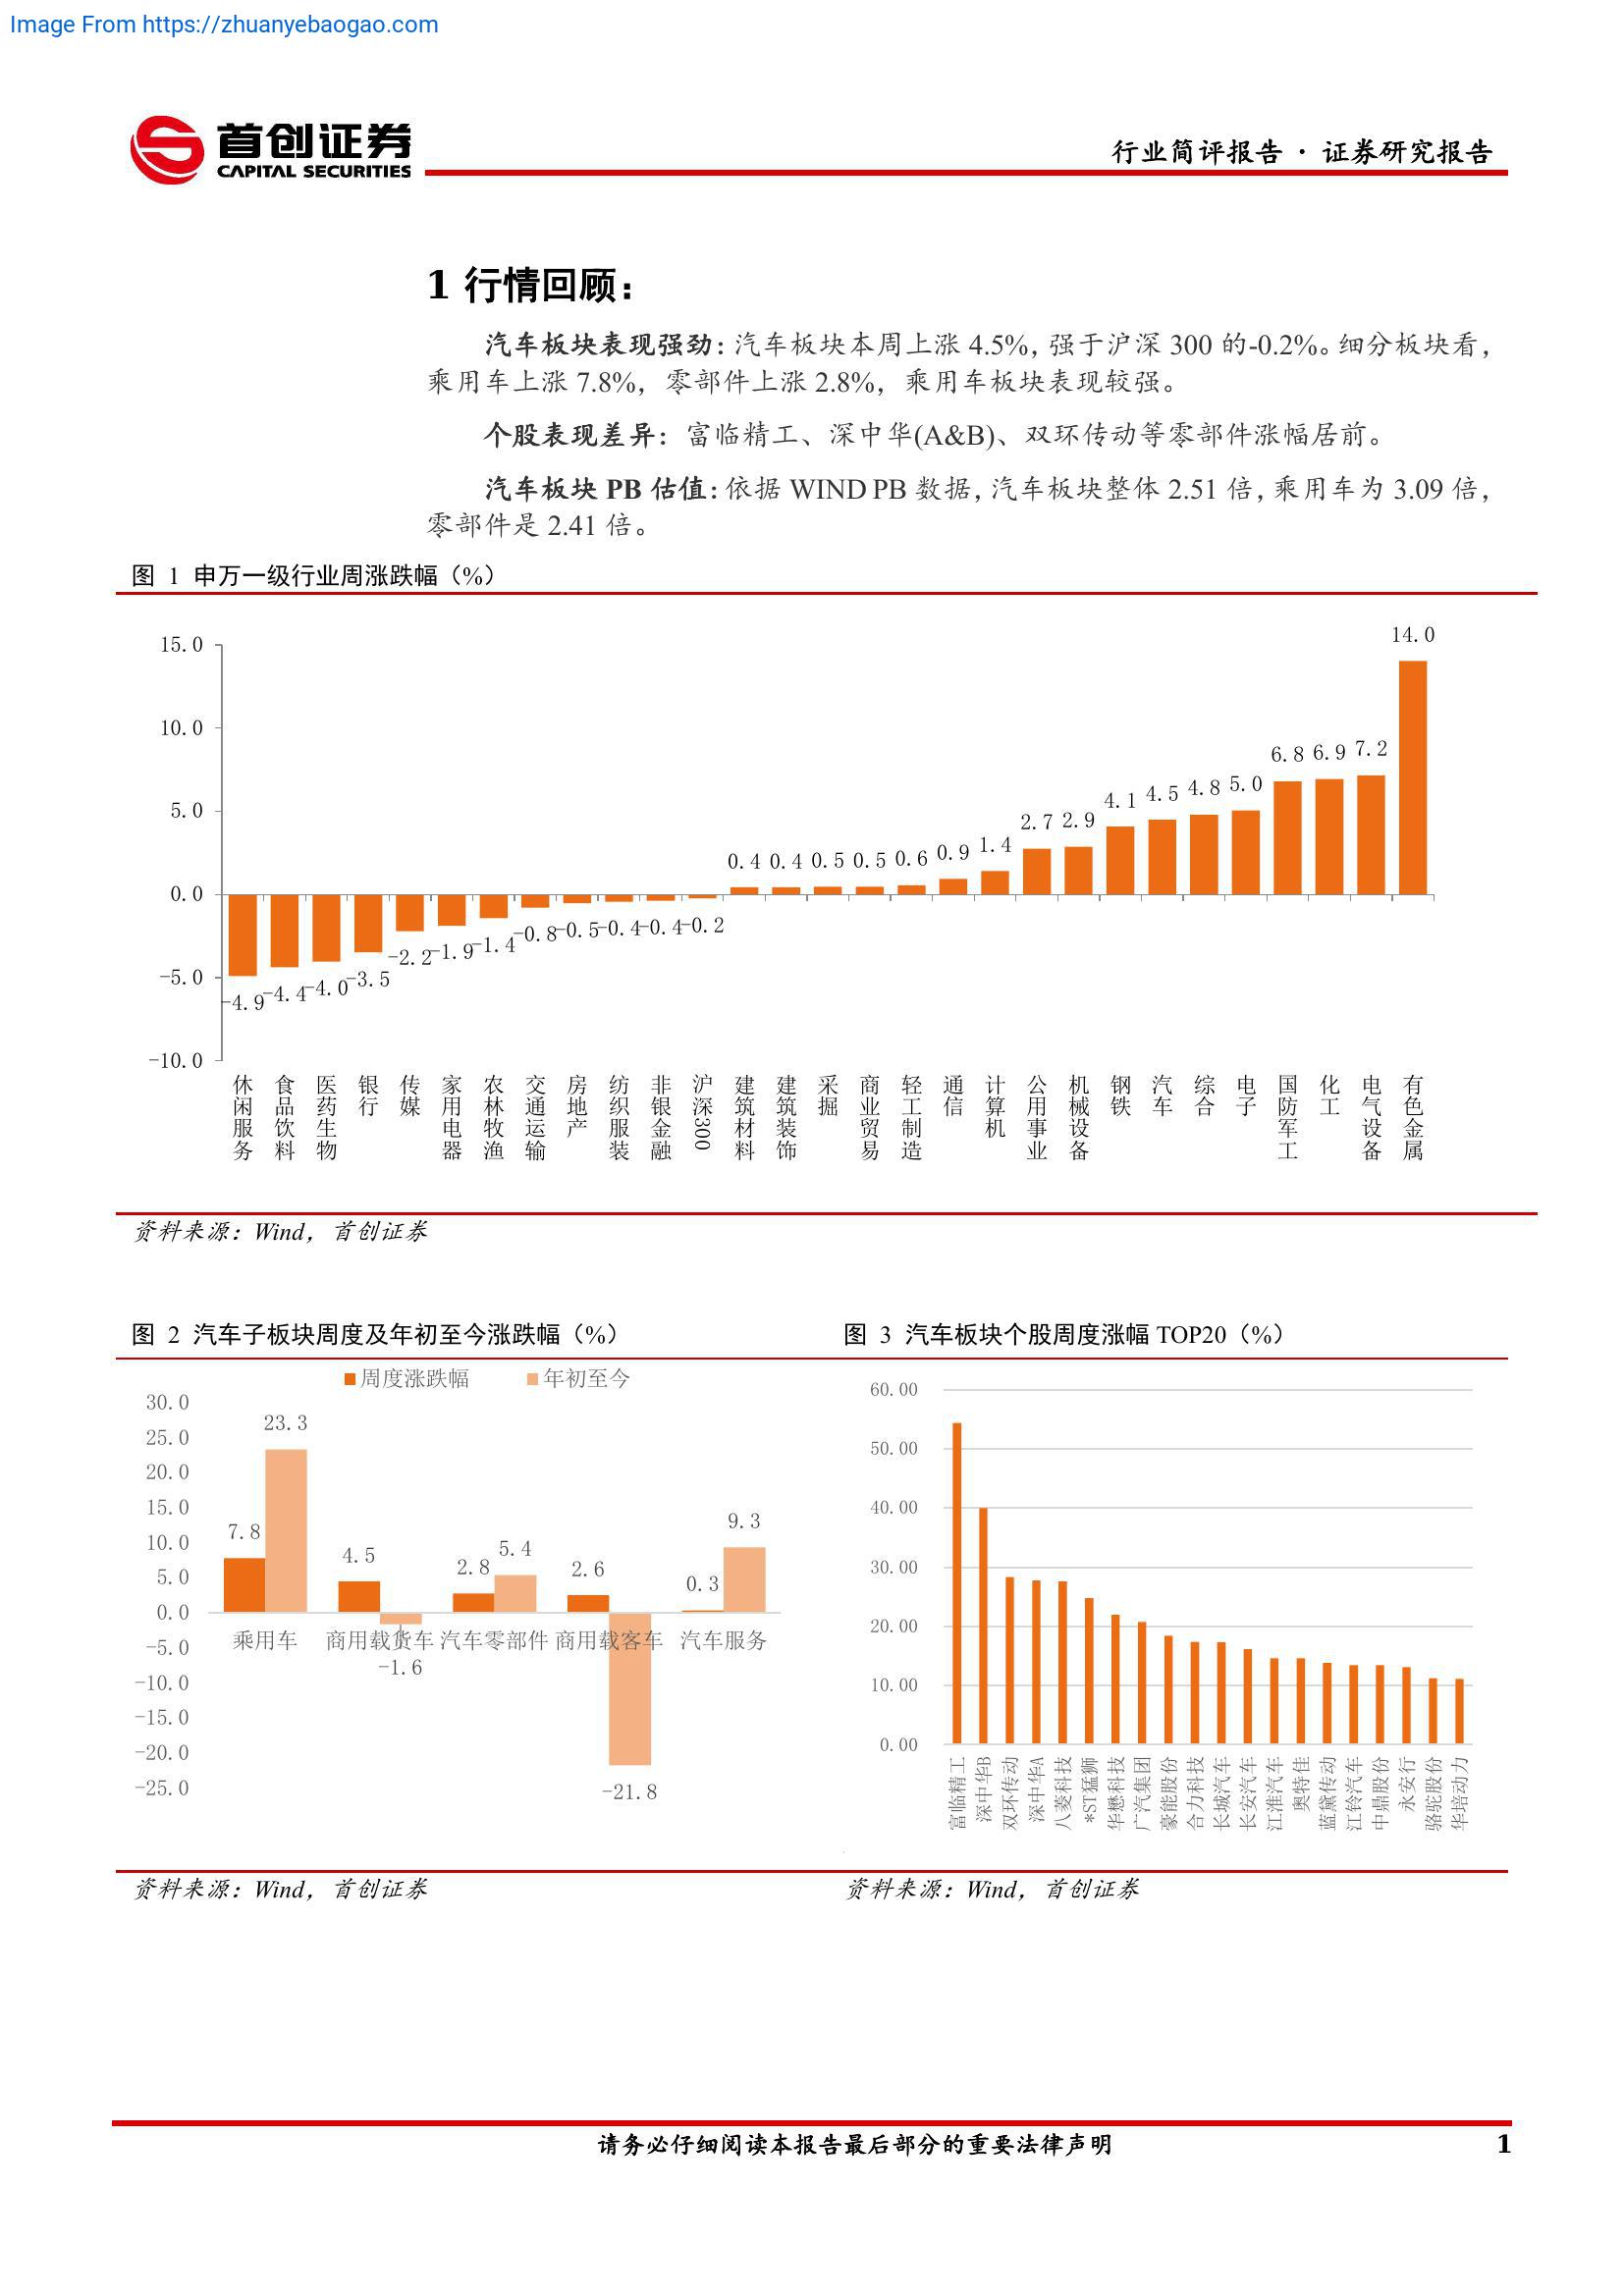 Image From https://zhuanyebaogao.com
首创证券
CAPITAL SECURITIES
行业简评报告 · 证券研究报告
1 行情回顾：
汽车板块表现强劲：汽车板块本周上涨 4.5%，强于沪深 300 的-0.2%。细分板块看，
乘用车上涨 7.8%，零部件上涨 2.8%，乘用车板块表现较强。
个股表现差异：富临精工、深中华(A&B)、双环传动等零部件涨幅居前。
汽车板块 PB 估值：依据 WIND PB 数据，汽车板块整体 2.51 倍，乘用车为 3.09 倍，
零部件是 2.41 倍。
图 1 申万一级行业周涨跌幅（%）
15.0
10.0
5.0
0.0
-5.0
-10.0
-4.9 -4.4 -4.0 -3.5 -2.2 -1.9 -1.4 -0.8 -0.5 -0.4 -0.4 -0.2 0.4 0.4 0.5 0.5 0.6 0.9 1.4 2.7 2.9 4.1 4.5 4.8 5.0 6.8 6.9 7.2 14.0
休闲服务
食品饮料
医药生物
银行
传媒
家用电器
农林牧渔
交通运输
房地产
纺织服装
非银金融
沪深300
建筑材料
建筑装饰
采掘
商业贸易
轻工制造
通信
计算机
公用事业
机械设备
钢铁
汽车
综合
电子
国防军工
化工
电气设备
有色金属
资料来源：Wind，首创证券
图 2 汽车子板块周度及年初至今涨跌幅（%）
周度涨跌幅 年初至今
30.0
25.0
20.0
15.0
10.0
5.0
0.0
-5.0
-10.0
-15.0
-20.0
-25.0
7.8 23.3 4.5 -1.6 2.8 5.4 2.6 -21.8 0.3 9.3
乘用车 商用载货车 汽车零部件 商用载客车 汽车服务
资料来源：Wind，首创证券
图 3 汽车板块个股周度涨幅 TOP20（%）
60.00
50.00
40.00
30.00
20.00
10.00
0.00
富临精工
深中华B
双环传动
深中华A
八菱科技
*ST猛狮
华懋科技
广汽集团
豪能股份
合力科技
长城汽车
长安汽车
江淮汽车
奥特佳
蓝黛传动
江铃汽车
中鼎股份
永安行
骆驼股份
华培动力
资料来源：Wind，首创证券
请务必仔细阅读本报告最后部分的重要法律声明
1